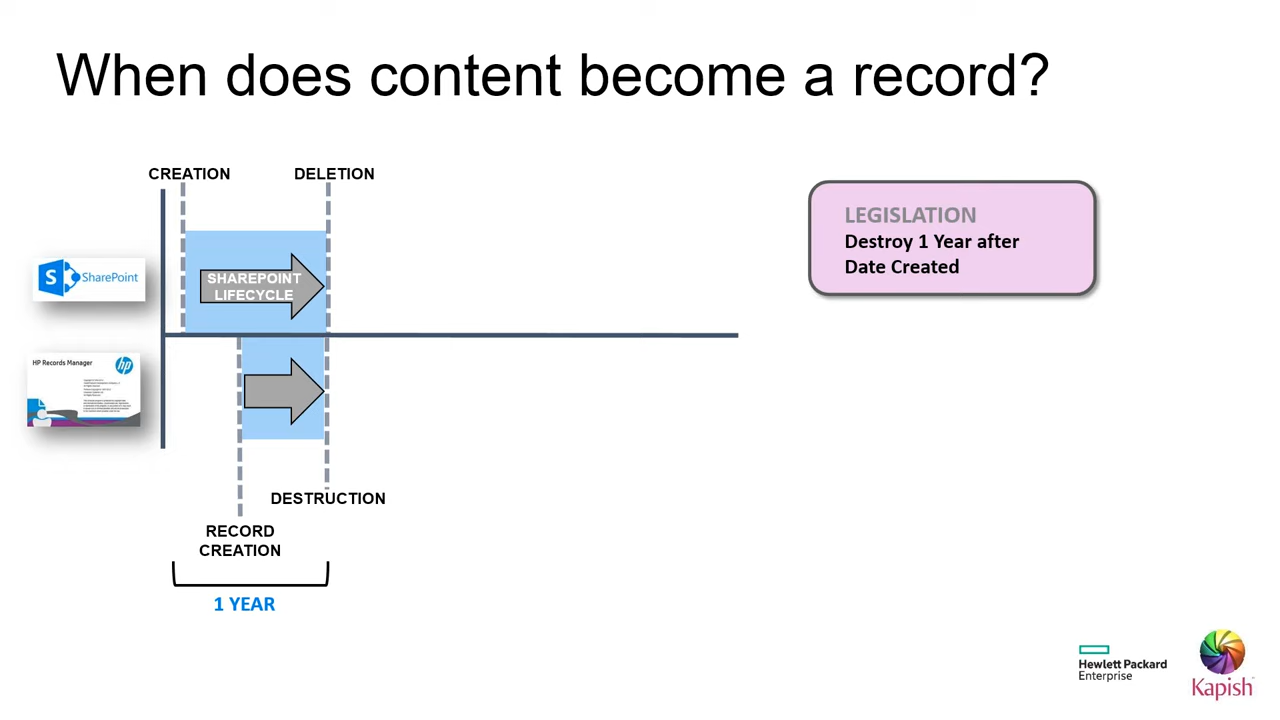 When does content become a record?
CREATION
DELETION
LEGISLATION
Destroy 1 Year after
Date Created
SharePoint
SHAREPOINT
LIFECYCLE
HP Records Manager
hp
DESTRUCTION
RECORD
CREATION
1 YEAR
Hewlett Packard
Enterprise
Kapish